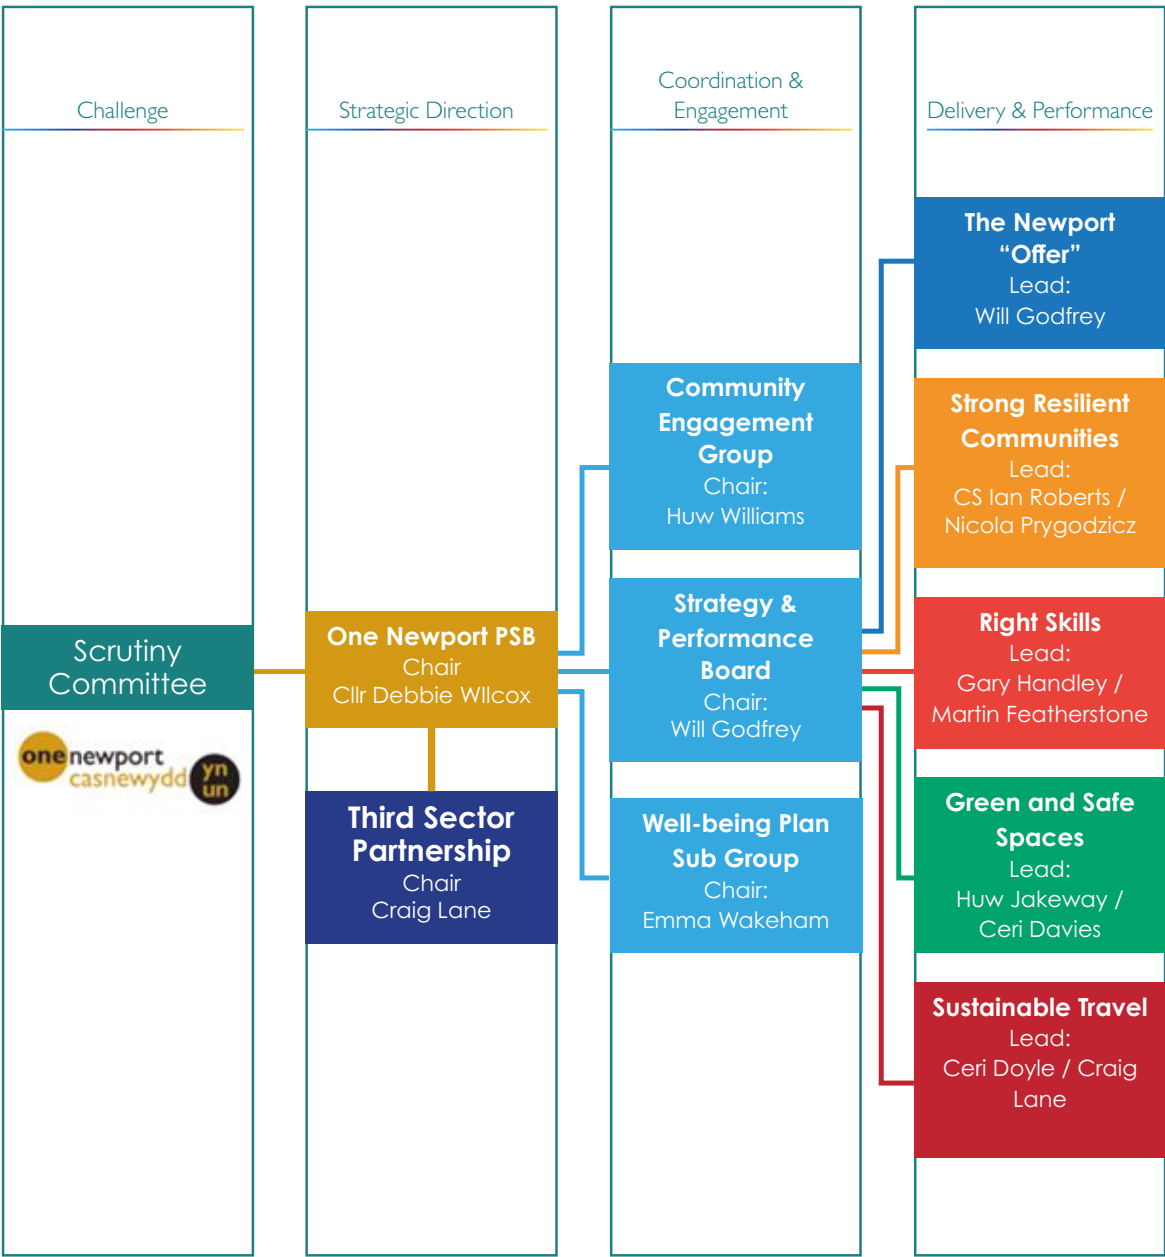 Challenge
Strategic Direction
Coordination &
Engagement
Delivery & Performance
Scrutiny
Committee
one newport
casnewydd
yn
un
One Newport PSB
Chair
Cllr Debbie WIlcox
Third Sector
Partnership
Chair
Craig Lane
Community
Engagement
Group
Chair:
Huw Williams
Strategy &
Performance
Board
Chair:
Will Godfrey
Well-being Plan
Sub Group
Chair:
Emma Wakeham
The Newport
“Offer”
Lead:
Will Godfrey
Strong Resilient
Communities
Lead:
CS Ian Roberts /
Nicola Prygodzicz
Right Skills
Lead:
Gary Handley /
Martin Featherstone
Green and Safe
Spaces
Lead:
Huw Jakeway /
Ceri Davies
Sustainable Travel
Lead:
Ceri Doyle / Craig
Lane